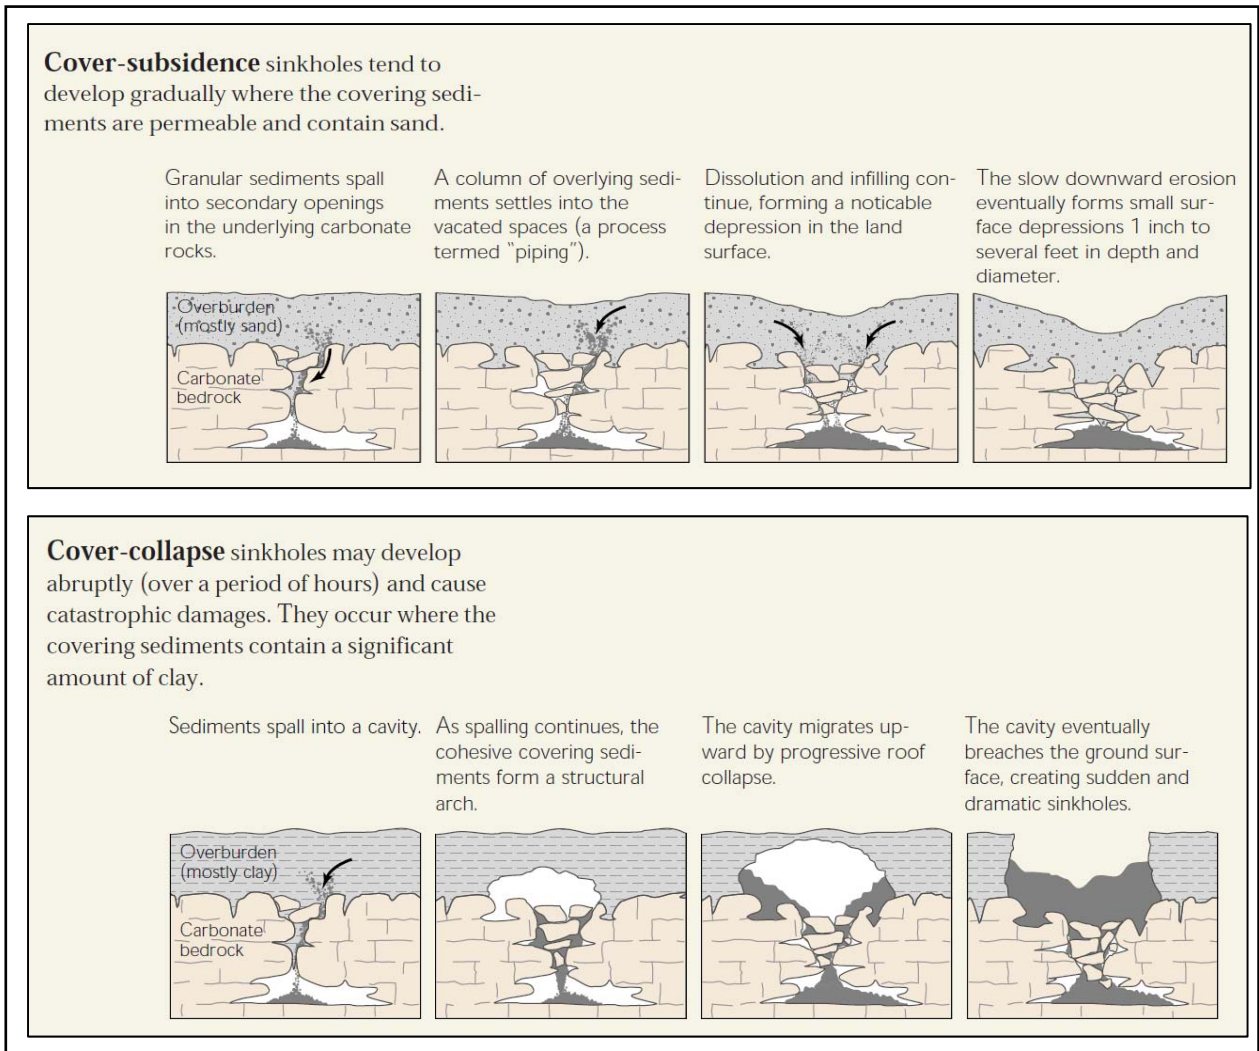 Cover-subsidence sinkholes tend to
develop gradually where the covering sedi-
ments are permeable and contain sand.
Granular sediments spall
into secondary openings
in the underlying carbonate
rocks.
A column of overlying sedi-
ments settles into the
vacated spaces (a process
termed “piping”).
Dissolution and infilling con-
tinue, forming a noticable
depression in the land
surface.
The slow downward erosion
eventually forms small sur-
face depressions 1 inch to
several feet in depth and
diameter.
Overburden
(mostly sand)
Carbonate
bedrock
Cover-collapse sinkholes may develop
abruptly (over a period of hours) and cause
catastrophic damages. They occur where the
covering sediments contain a significant
amount of clay.
Sediments spall into a cavity.
As spalling continues, the
cohesive covering sedi-
ments form a structural
arch.
The cavity migrates up-
ward by progressive roof
collapse.
The cavity eventually
breaches the ground sur-
face, creating sudden and
dramatic sinkholes.
Overburden
(mostly clay)
Carbonate
bedrock